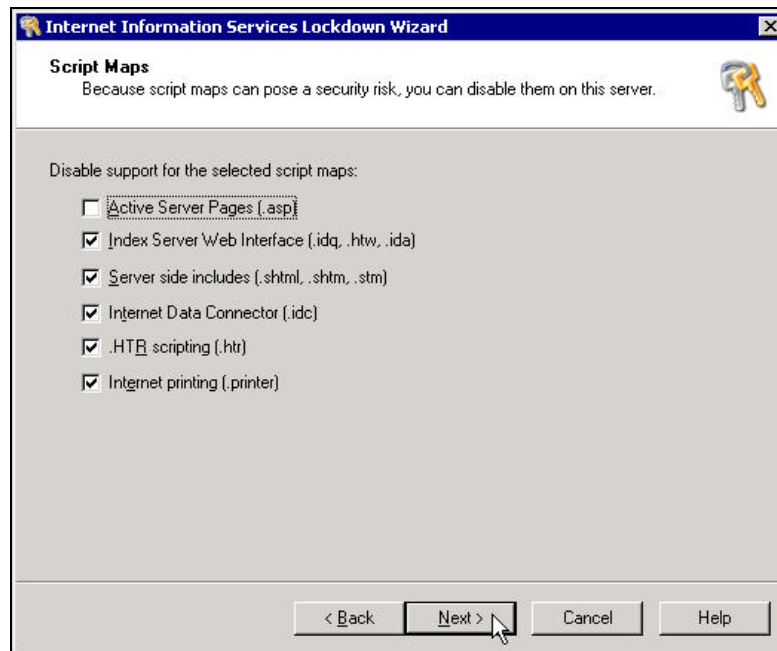 Internet Information Services Lockdown Wizard
Script Maps
Because script maps can pose a security risk, you can disable them on this server.
Disable support for the selected script maps:
Active Server Pages (.asp)
Index Server Web Interface (.idq, .htw, .ida)
Server side includes (.shtml, .shtm, .stm)
Internet Data Connector (.idc)
.HTR scripting (.htr)
Internet printing (.printer)
< Back Next > Cancel Help